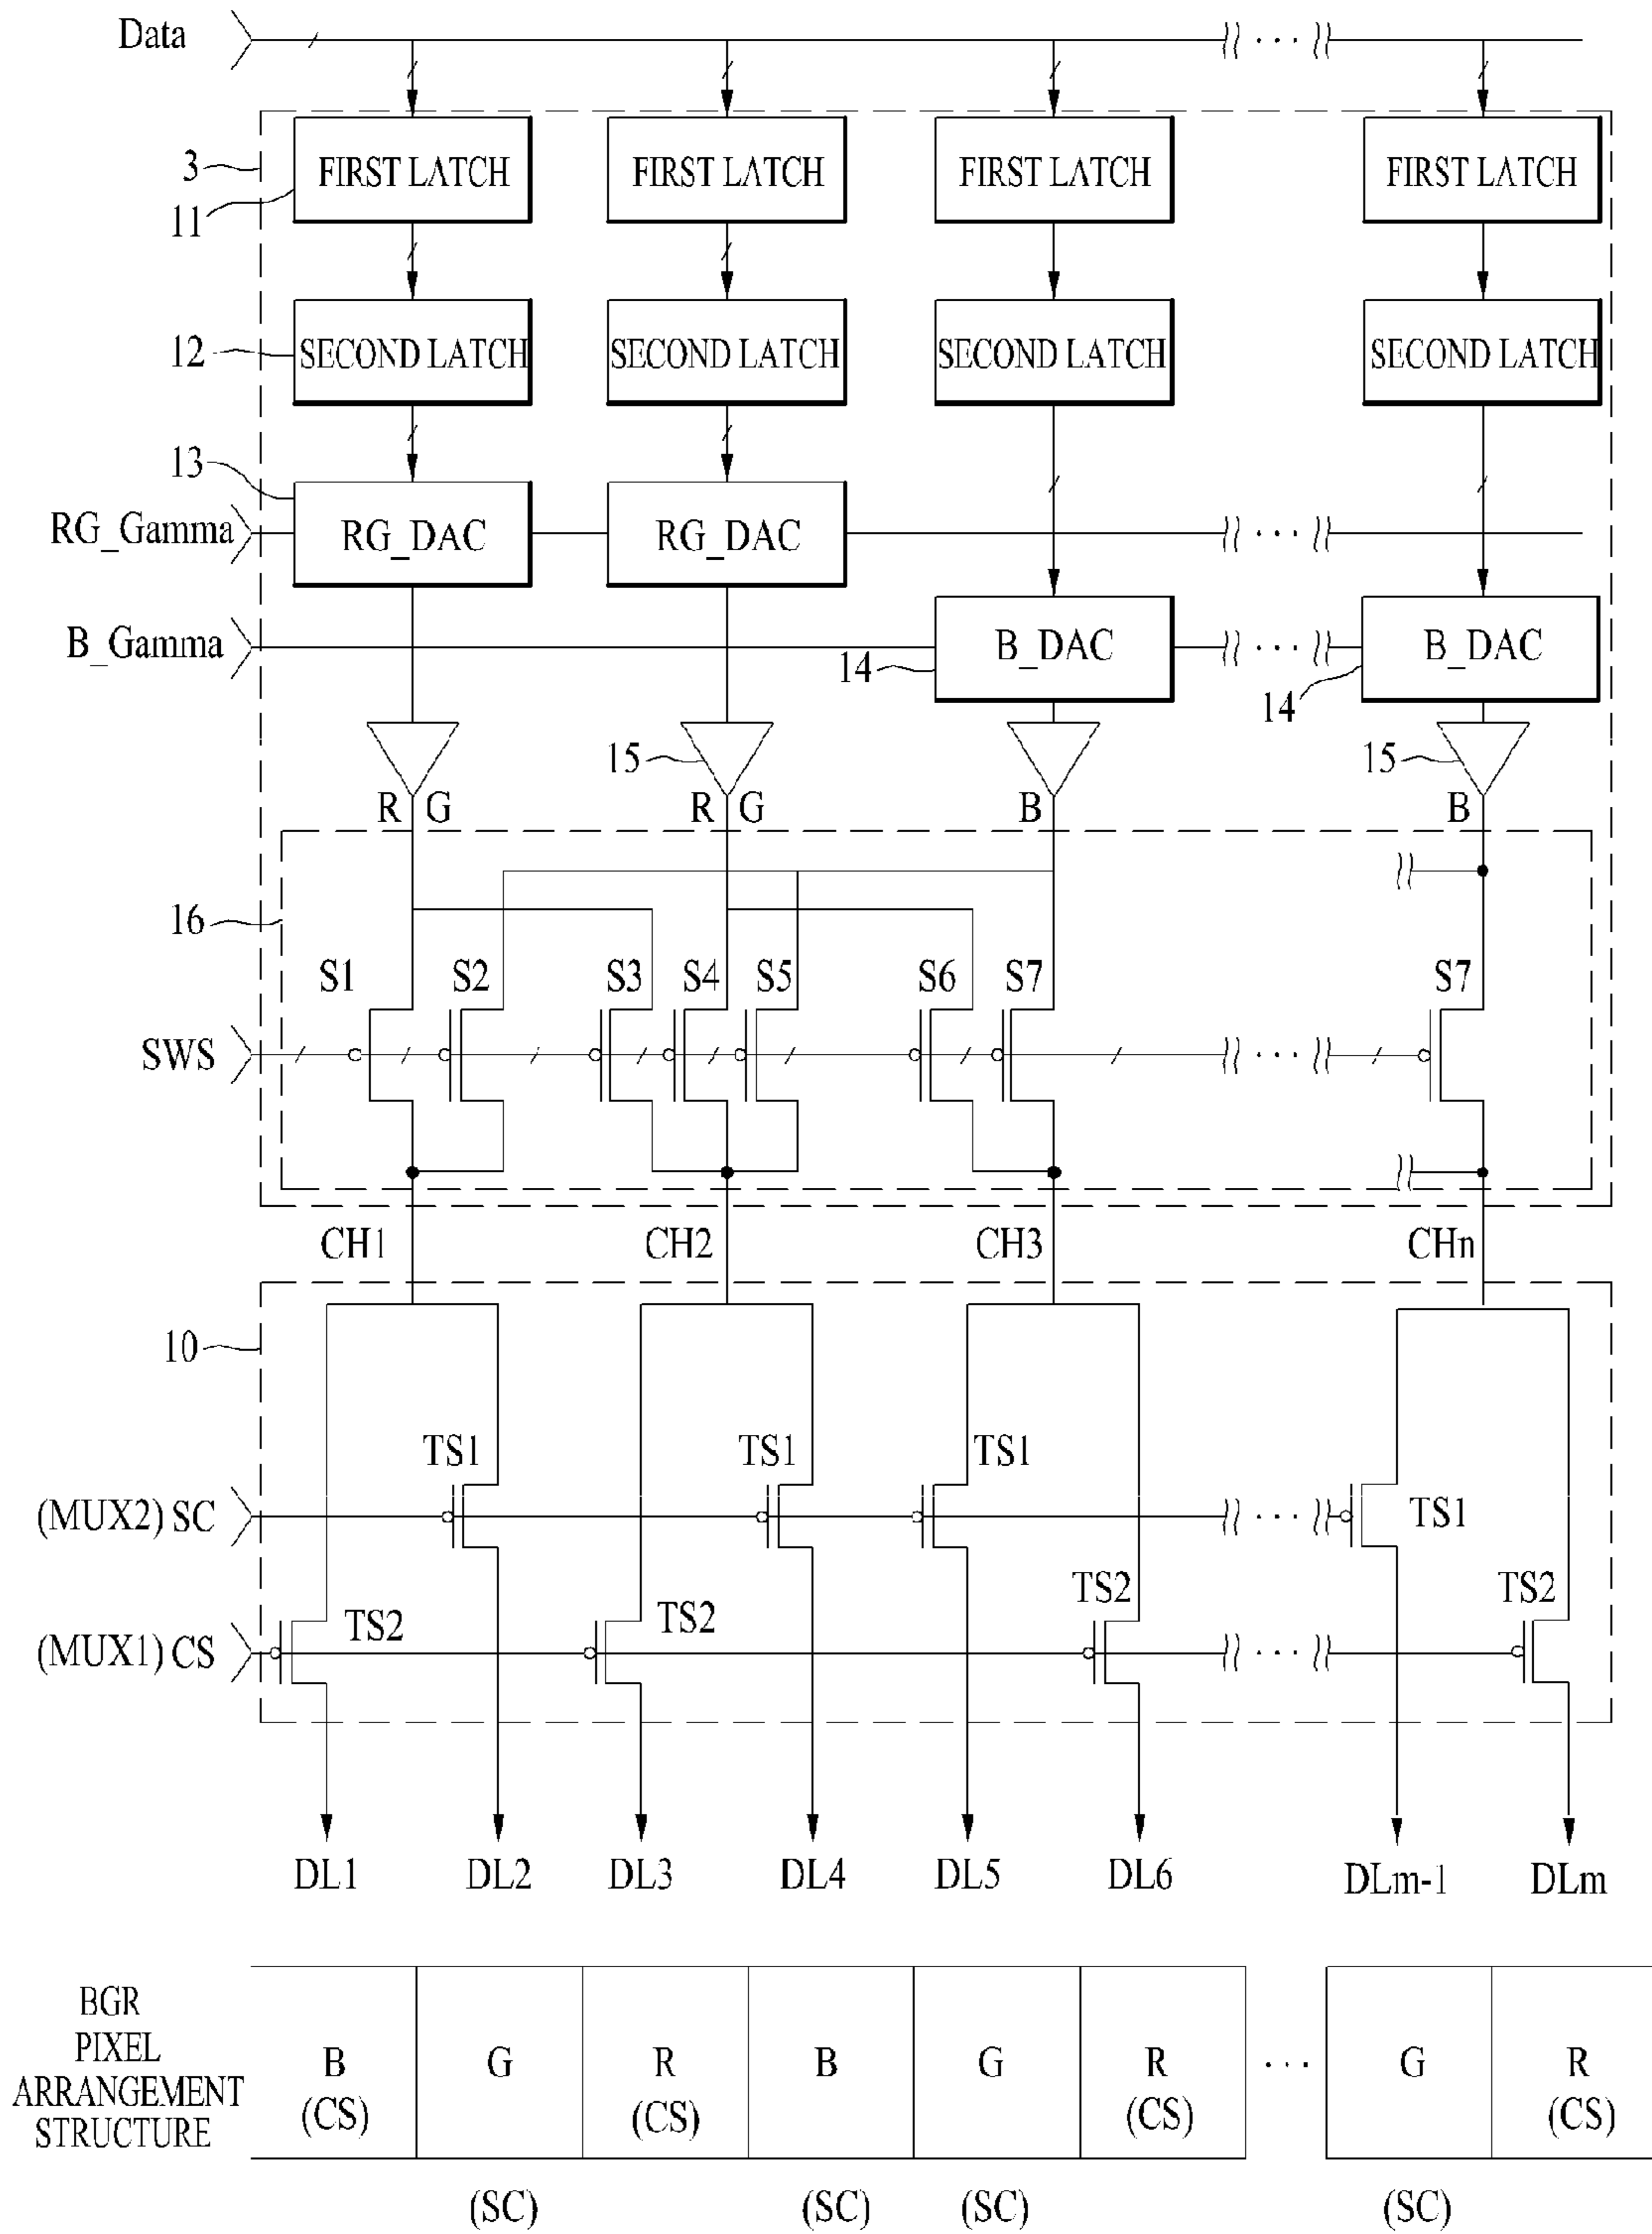 Data
3
FIRST LATCH FIRST LATCH FIRST LATCH FIRST LATCH
11
12
SECOND LATCH SECOND LATCH SECOND LATCH SECOND LATCH
13
RG_Gamma
RG_DAC RG_DAC
B_Gamma
B_DAC B_DAC
14 14
15 15
R G R G B B
16
S1 S2 S3 S4 S5 S6 S7 S7
SWS
CH1 CH2 CH3 CHn
10
TS1 TS1 TS1
(MUX2) SC TS1
TS2 TS2
TS2 TS2
(MUX1) CS
DL1 DL2 DL3 DL4 DL5 DL6 DLm-1 DLm
BGR
PIXEL
ARRANGEMENT
STRUCTURE
B G R B G R ... G R
(CS) (CS) (CS) (CS)
(SC) (SC) (SC) (SC)